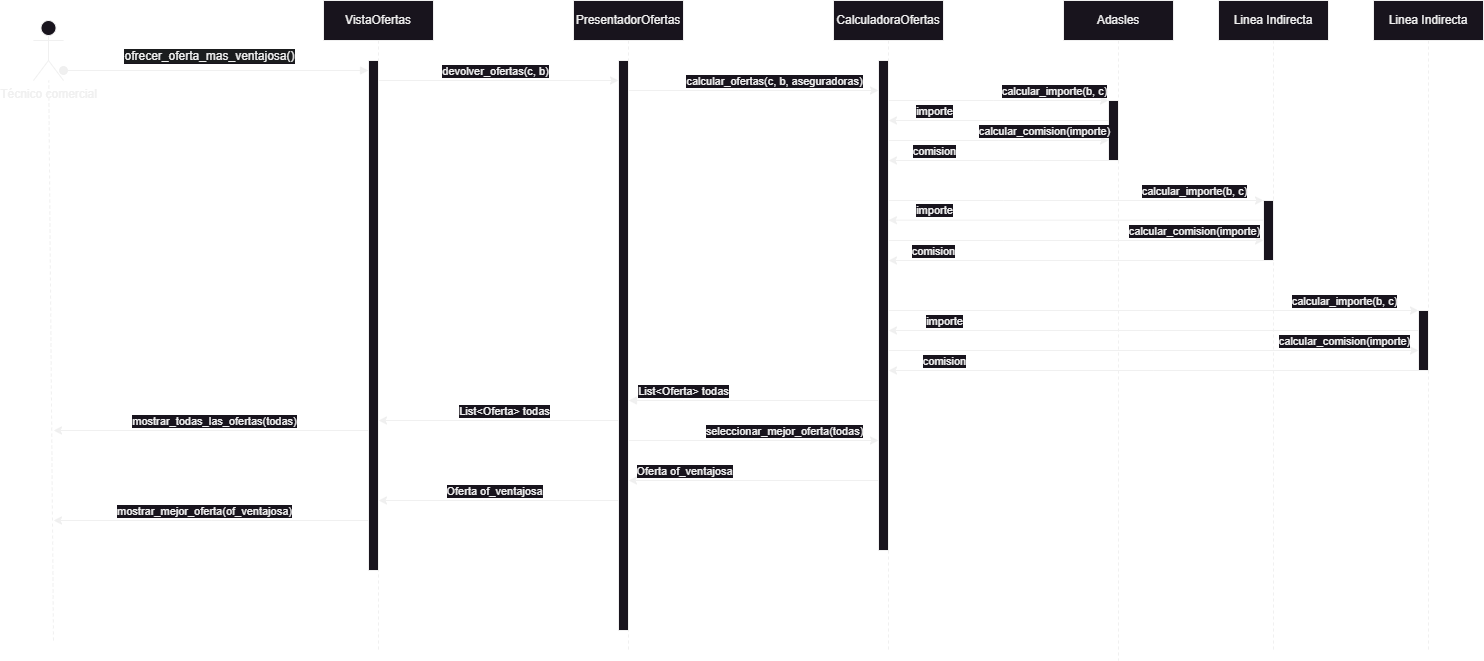 VistaOfertas
PresentadorOfertas
CalculadoraOfertas
Adasles
Linea Indirecta
Linea Indirecta
Técnico comercial
ofrecer_oferta_mas_ventajosa()
devolver_ofertas(c, b)
calcular_ofertas(c, b, aseguradoras)
calcular_importe(b, c)
importe
calcular_comision(importe)
comision
calcular_importe(b, c)
importe
calcular_comision(importe)
comision
calcular_importe(b, c)
importe
calcular_comision(importe)
comision
List<Oferta> todas
List<Oferta> todas
mostrar_todas_las_ofertas(todas)
seleccionar_mejor_oferta(todas)
Oferta of_ventajosa
Oferta of_ventajosa
mostrar_mejor_oferta(of_ventajosa)